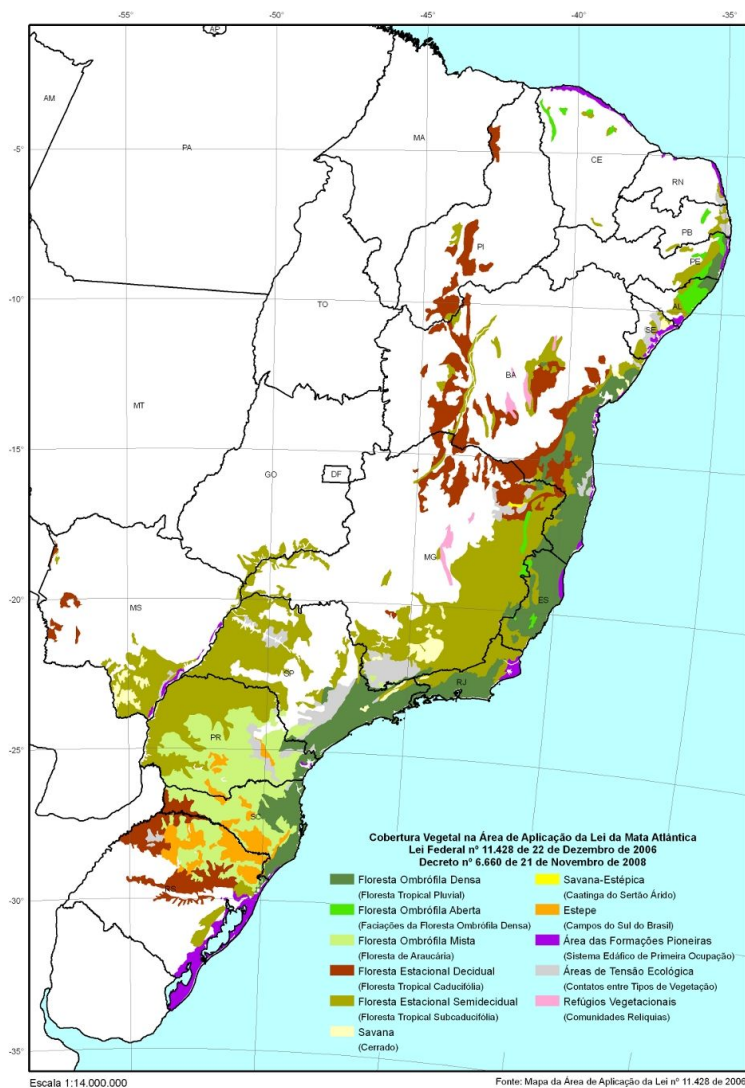 -55°
-50°
-45°
-40°
-35°
AP
AM
PA
MA
CE
RN
PB
PE
AL
SE
PI
TO
BA
MT
GO
DF
MG
ES
MS
SP
RJ
PR
SC
RS
-5°
-10°
-15°
-20°
-25°
-30°
-35°
-55°
-50°
-45°
-40°
Cobertura Vegetal na Área de Aplicação da Lei da Mata Atlântica
Lei Federal nº 11.428 de 22 de Dezembro de 2006
Decreto nº 6.660 de 21 de Novembro de 2008
Floresta Ombrófila Densa
(Floresta Tropical Pluvial)
Floresta Ombrófila Aberta
(Faciações da Floresta Ombrófila Densa)
Floresta Ombrófila Mista
(Floresta de Araucária)
Floresta Estacional Decidual
(Floresta Tropical Caducifólia)
Floresta Estacional Semidecidual
(Floresta Tropical Subcaducifólia)
Savana
(Cerrado)
Savana-Estépica
(Caatinga do Sertão Árido)
Estepe
(Campos do Sul do Brasil)
Área das Formações Pioneiras
(Sistema Edáfico de Primeira Ocupação)
Áreas de Tensão Ecológica
(Contatos entre Tipos de Vegetação)
Refúgios Vegetacionais
(Comunidades Relíquias)
Escala 1:14.000.000
Fonte: Mapa da Área de Aplicação da Lei nº 11.428 de 2006